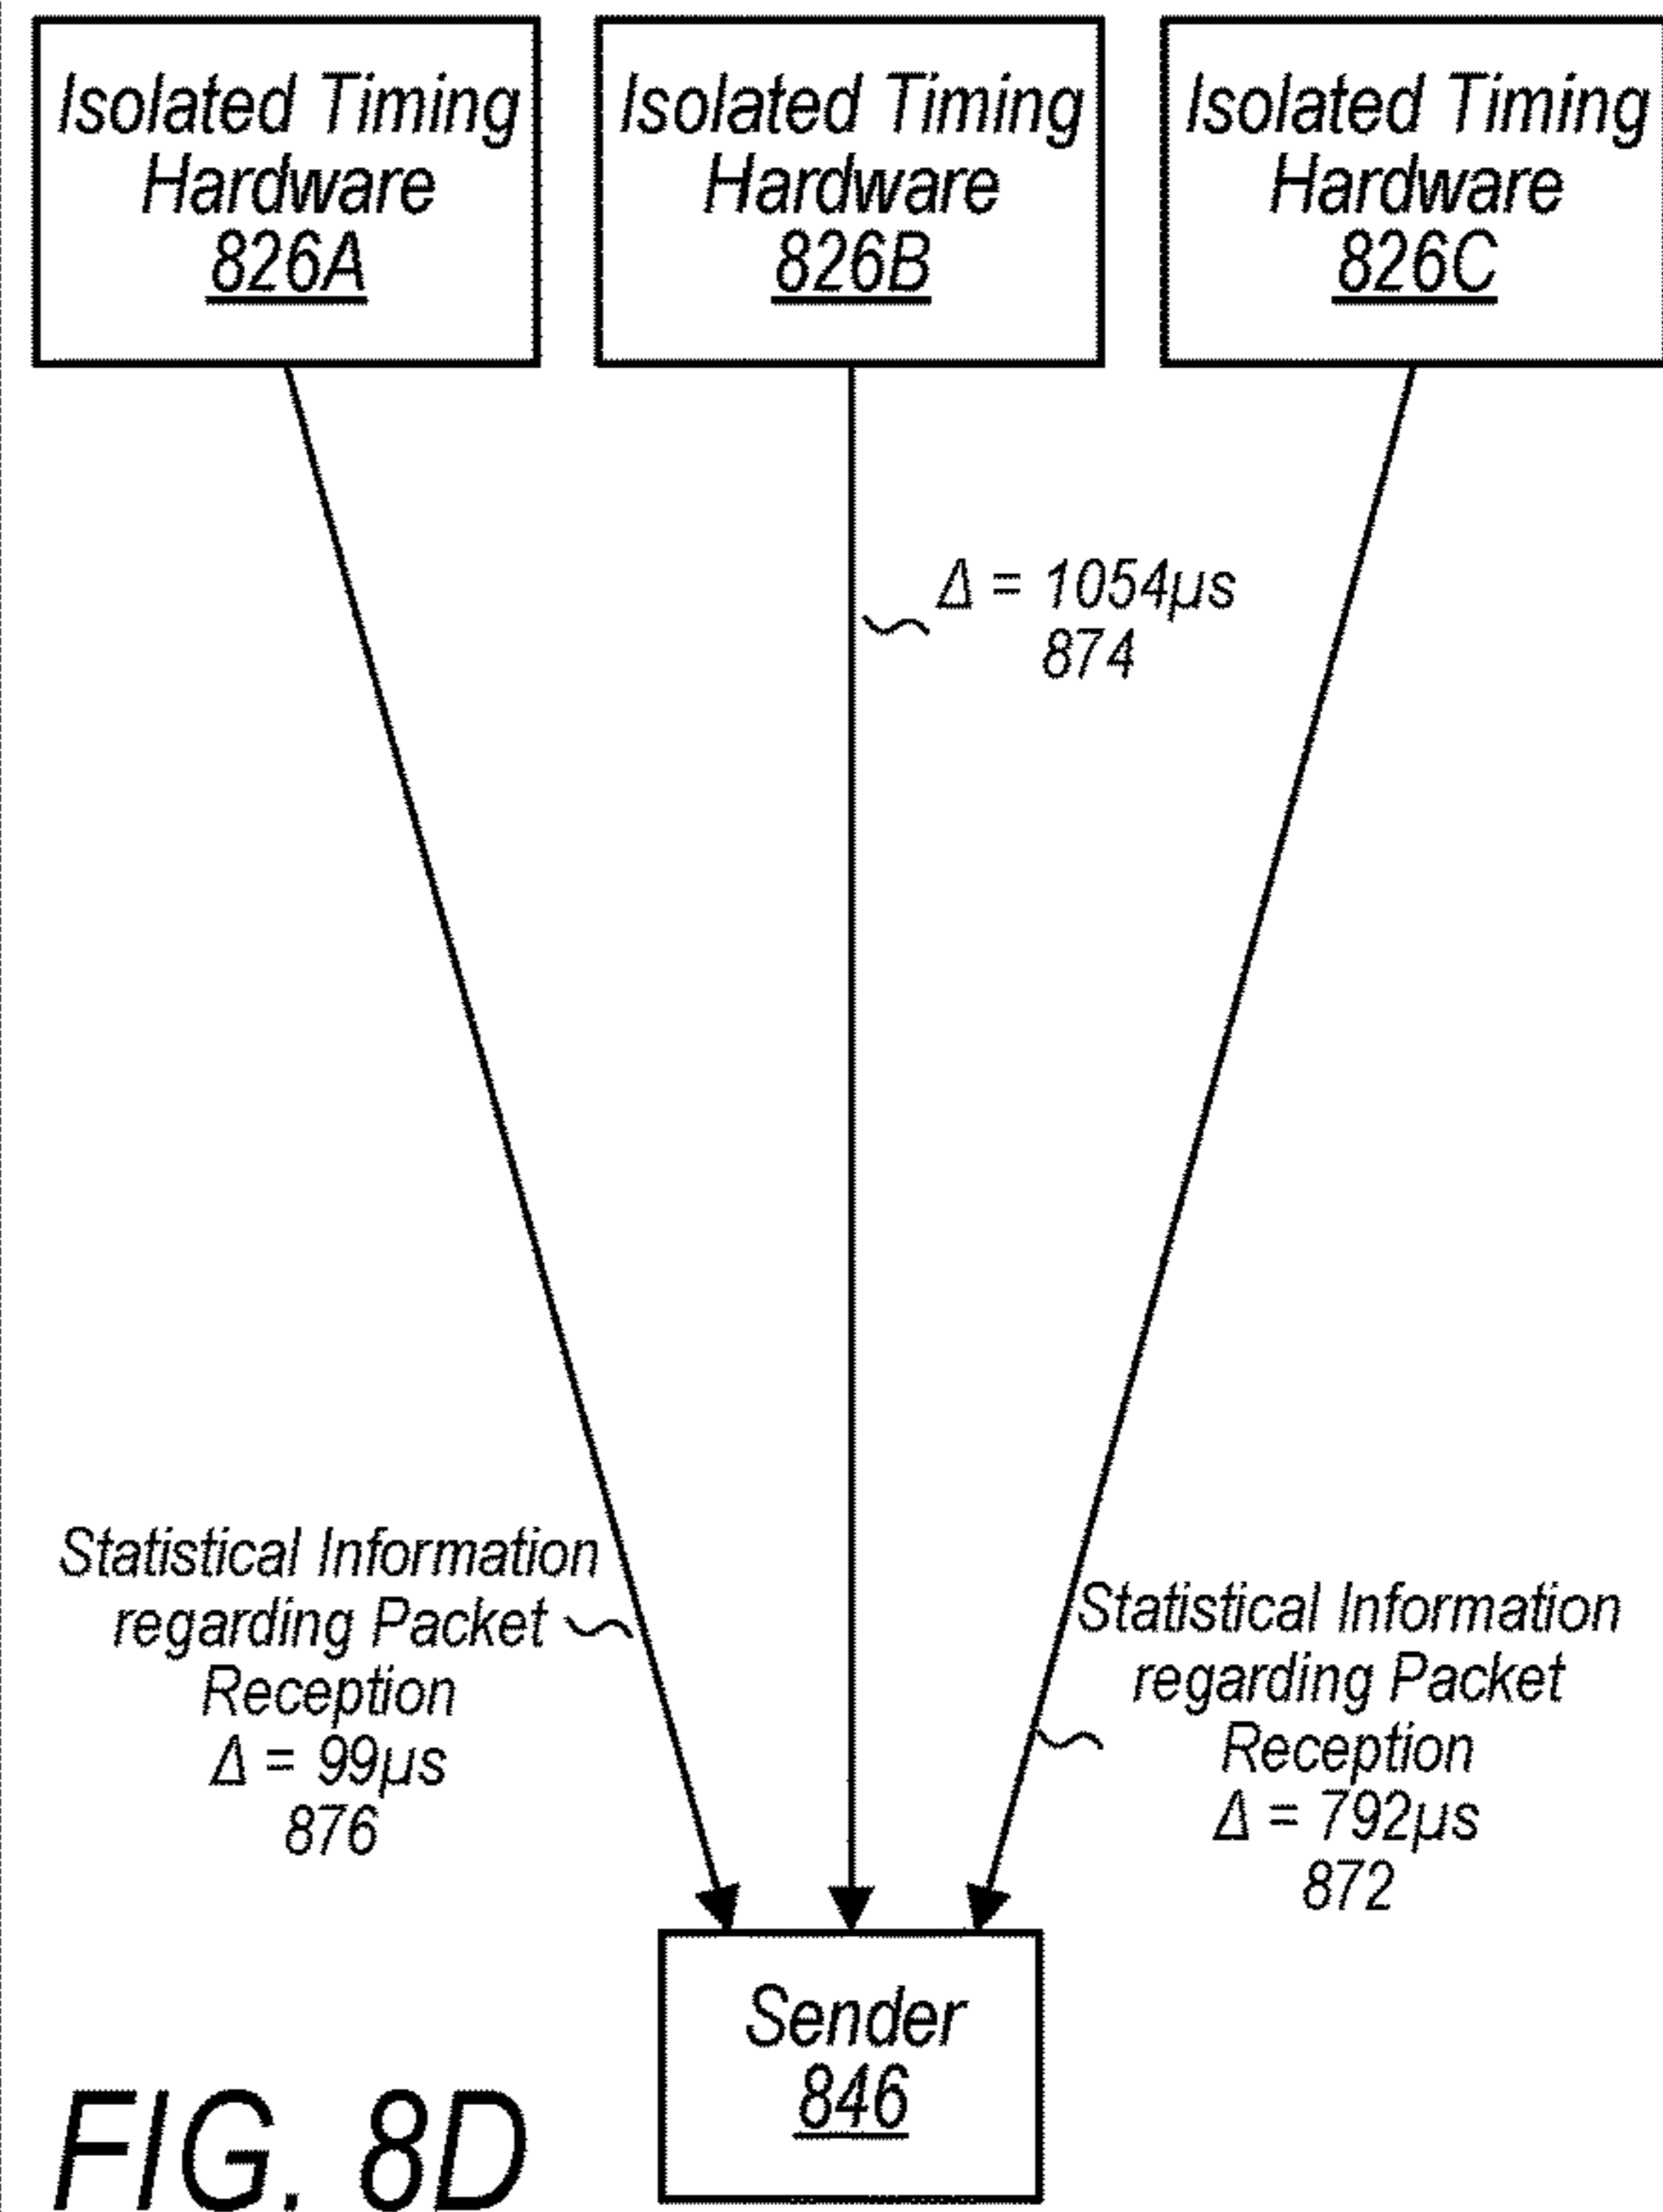 Isolated Timing
Hardware
826A
Isolated Timing
Hardware
826B
Isolated Timing
Hardware
826C
Δ = 1054µs
874
Statistical Information
regarding Packet
Reception
Δ = 99µs
876
Statistical Information
regarding Packet
Reception
Δ = 792µs
872
Sender
846
FIG. 8D